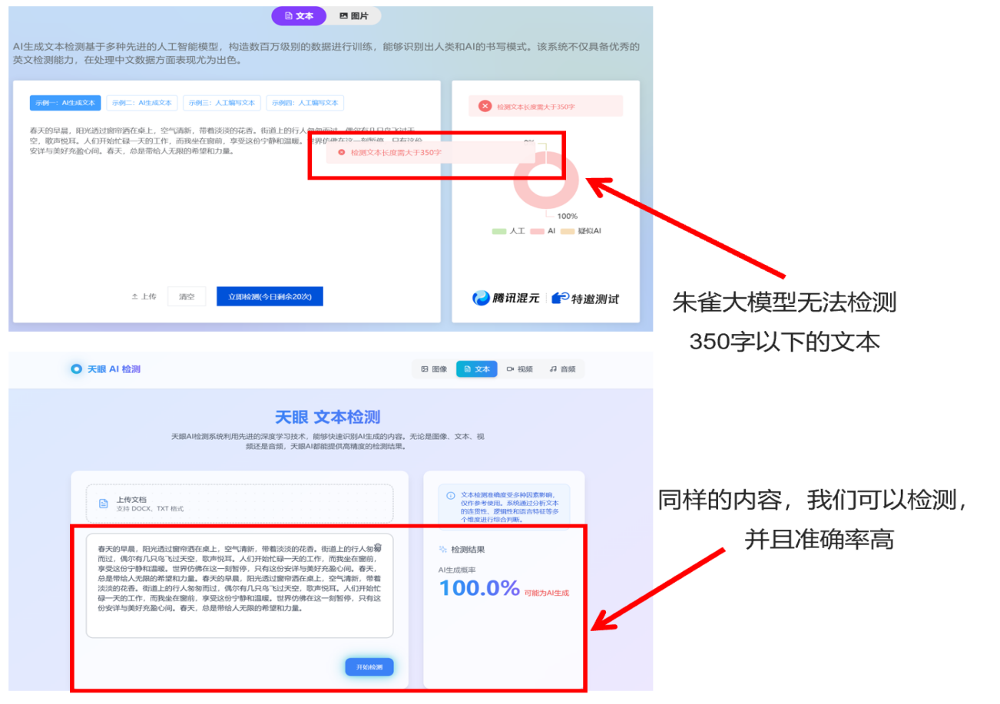 文本
图片
AI生成文本检测基于多种先进的人工智能模型，构造数百万级别的数据进行训练，能够识别出人类和AI的书写模式。该系统不仅具备优秀的
英文检测能力，在处理中文数据方面表现尤为出色。
示例一：AI生成文本
示例二：AI生成文本
示例三：人工编写文本
示例四：人工编写文本
春天的早晨，阳光透过窗帘洒在桌上，空气清新，带着淡淡的花香。街道上的行人匆匆而过，偶尔有几只鸟飞过天
空，歌声悦耳。人们开始忙碌一天的工作，而我坐在窗前，享受这份宁静和温暖。世界仿佛在这一刻暂停，只有这份
安详与美好充盈心间。春天，总是带给人无限的希望和力量。
检测文本长度需大于350字
检测文本长度需大于350字
0%
100%
人工
AI
疑似AI
上传
清空
立即检测(今日剩余20次)
腾讯混元
特邀测试
朱雀大模型无法检测
350字以下的文本
天眼 AI 检测
图像
文本
视频
音频
天眼 文本检测
天眼AI检测系统利用先进的深度学习技术，能够快速识别AI生成的内容。无论是图像、文本、视
频还是音频，天眼AI都能提供高精度的检测结果。
上传文档
支持 DOCX、TXT 格式
文本检测准确度受多种因素影响，
仅作参考使用。系统通过分析文本
的连贯性、逻辑性和语言特征等多
个维度进行综合判断。
春天的早晨，阳光透过窗帘洒在桌上，空气清新，带着淡淡的花香。街道上的行人匆匆
而过，偶尔有几只鸟飞过天空，歌声悦耳。人们开始忙碌一天的工作，而我坐在窗前，
享受这份宁静和温暖。世界仿佛在这一刻暂停，只有这份安详与美好充盈心间。春天，
总是带给人无限的希望和力量。春天的早晨，阳光透过窗帘洒在桌上，空气清新，带着
淡淡的花香。街道上的行人匆匆而过，偶尔有几只鸟飞过天空，歌声悦耳。人们开始忙
碌一天的工作，而我坐在窗前，享受这份宁静和温暖。世界仿佛在这一刻暂停，只有这
份安详与美好充盈心间。春天，总是带给人无限的希望和力量。
检测结果
AI生成概率
100.0% 可能为AI生成
开始检测
同样的内容，我们可以检测，
并且准确率高